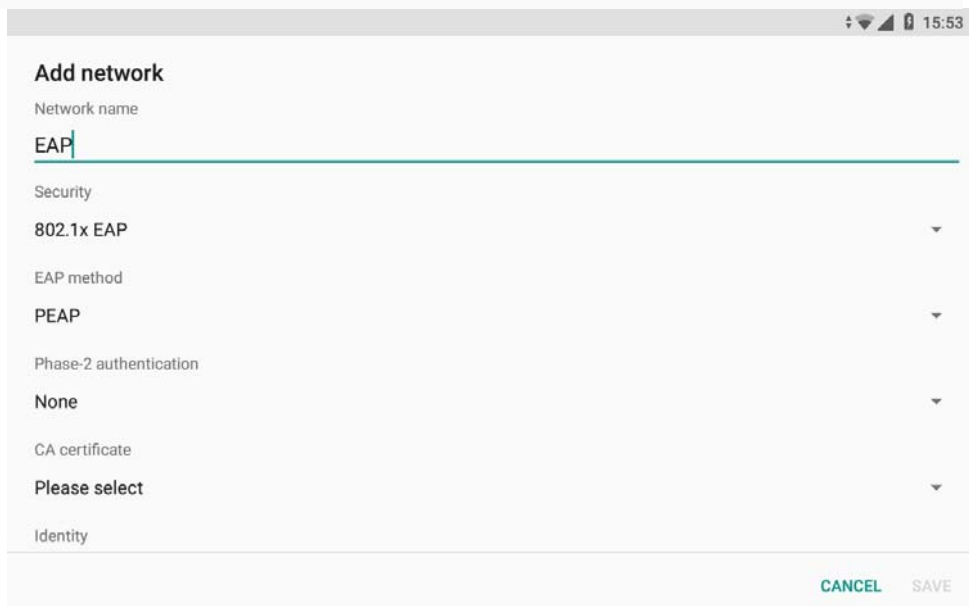 15:53
Add network
Network name
EAP
Security
802.1x EAP
EAP method
PEAP
Phase-2 authentication
None
CA certificate
Please select
Identity
CANCEL SAVE